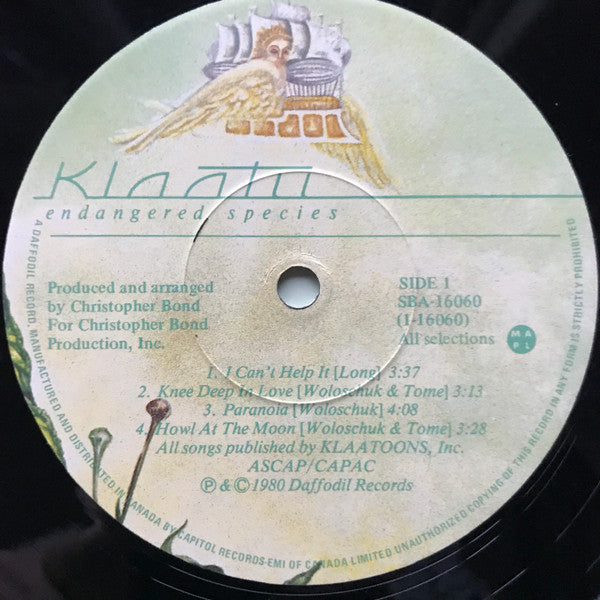 Klaatu
endangered species
Produced and arranged
by Christopher Bond
For Christopher Bond
Production, Inc.
SIDE 1
SBA-16060
(1-16060)
All selections
M A
P L
1. I Can't Help It [Long] 3:37
2. Knee Deep In Love [Woloschuk & Tome] 3:13
3. Paranoia [Woloschuk] 4:08
4. Howl At The Moon [Woloschuk & Tome] 3:28
All songs published by KLAATOONS, Inc.
ASCAP/CAPAC
Ⓟ & © 1980 Daffodil Records
A DAFFODIL RECORD, MANUFACTURED AND DISTRIBUTED IN CANADA BY CAPITOL RECORDS-EMI OF CANADA LIMITED UNAUTHORIZED COPYING OF THIS RECORD IN ANY FORM IS STRICTLY PROHIBITED